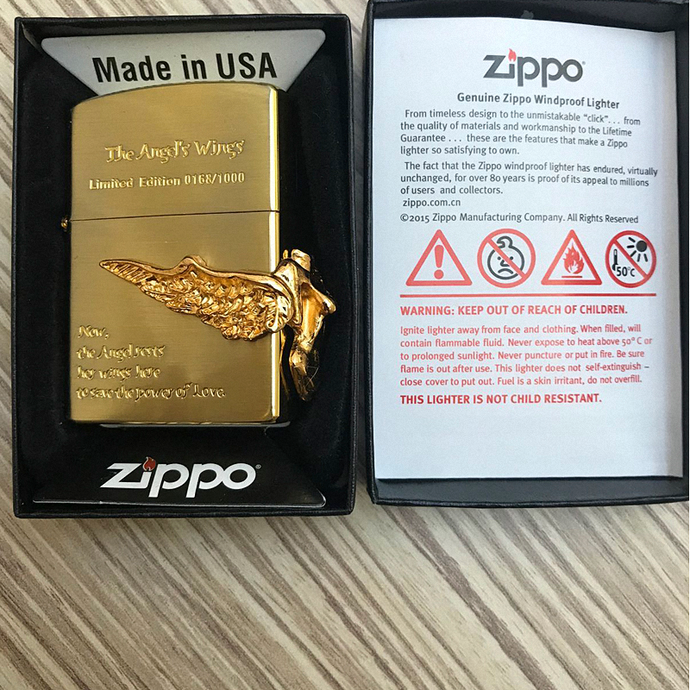 Made in USA
The Angel's Wings
Limited Edition 0168/1000
Now,
the Angel rests
her wings here
to save the power of Love.
Zippo®
Zippo®
Genuine Zippo Windproof Lighter
From timeless design to the unmistakable "click"... from
the quality of materials and workmanship to the Lifetime
Guarantee ... these are the features that make a Zippo
lighter so satisfying to own.
The fact that the Zippo windproof lighter has endured, virtually
unchanged, for over 80 years is proof of its appeal to millions
of users and collectors.
zippo.com.cn
©2015 Zippo Manufacturing Company. All Rights Reserved
50°C
WARNING: KEEP OUT OF REACH OF CHILDREN.
Ignite lighter away from face and clothing. When filled, will
contain flammable fluid. Never expose to heat above 50° C or
to prolonged sunlight. Never puncture or put in fire. Be sure
flame is out after use. This lighter does not self-extinguish –
close cover to put out. Fuel is a skin irritant, do not overfill.
THIS LIGHTER IS NOT CHILD RESISTANT.